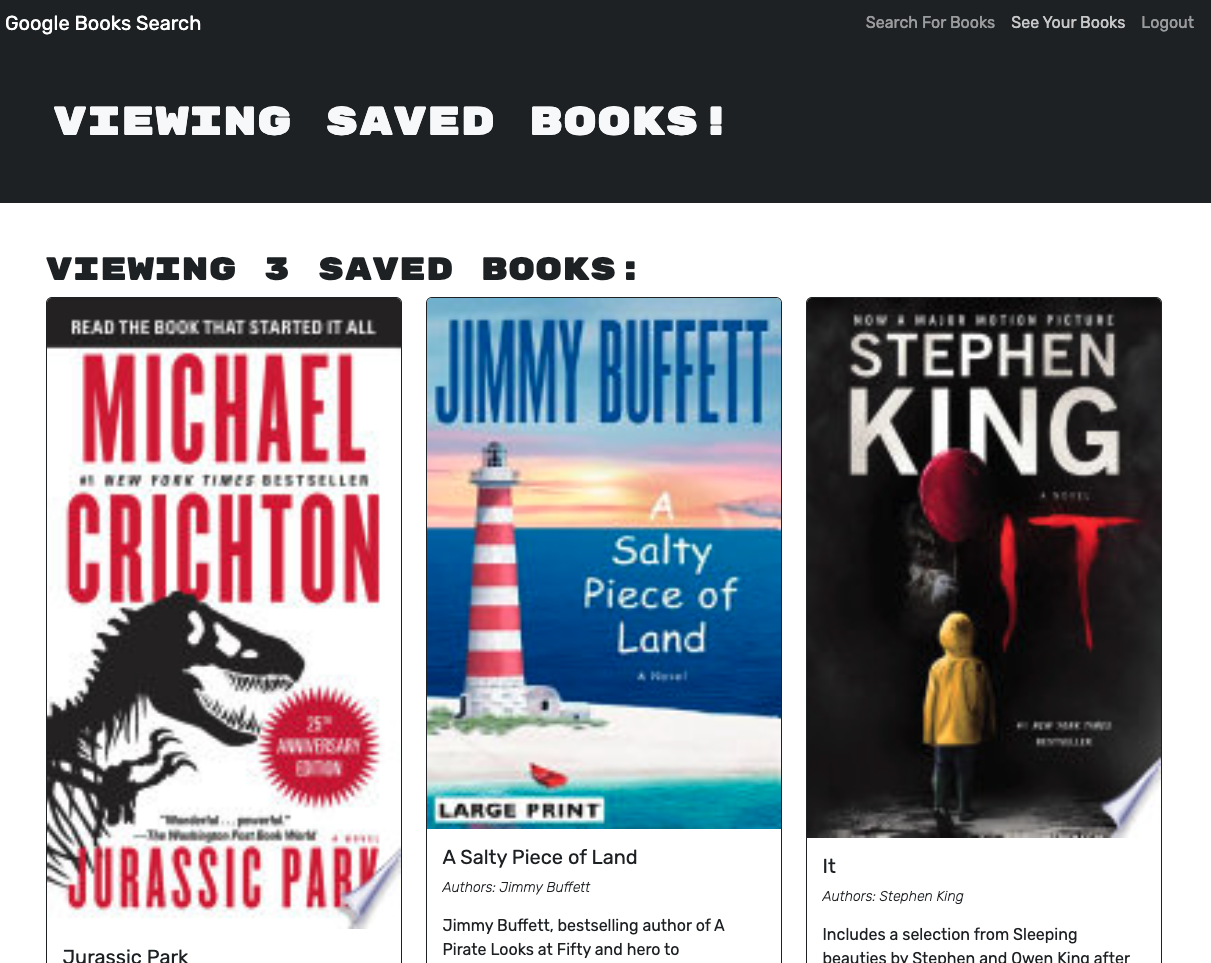 Google Books Search
Search For Books
See Your Books
Logout
VIEWING SAVED BOOKS!
VIEWING 3 SAVED BOOKS:
READ THE BOOK THAT STARTED IT ALL
MICHAEL
#1 NEW YORK TIMES BESTSELLER
CRICHTON
25TH
ANNIVERSARY
EDITION
"Wonderful . . . powerful."
—The Washington Post Book World
A NOVEL
JURASSIC PARK
Jurassic Park
JIMMY BUFFETT
A
Salty
Piece of
Land
A Novel
LARGE PRINT
A Salty Piece of Land
Authors: Jimmy Buffett
Jimmy Buffett, bestselling author of A
Pirate Looks at Fifty and hero to
NOW A MAJOR MOTION PICTURE
STEPHEN
KING
A NOVEL
IT
#1 NEW YORK TIMES
BESTSELLER
It
Authors: Stephen King
Includes a selection from Sleeping
beauties by Stephen and Owen King after